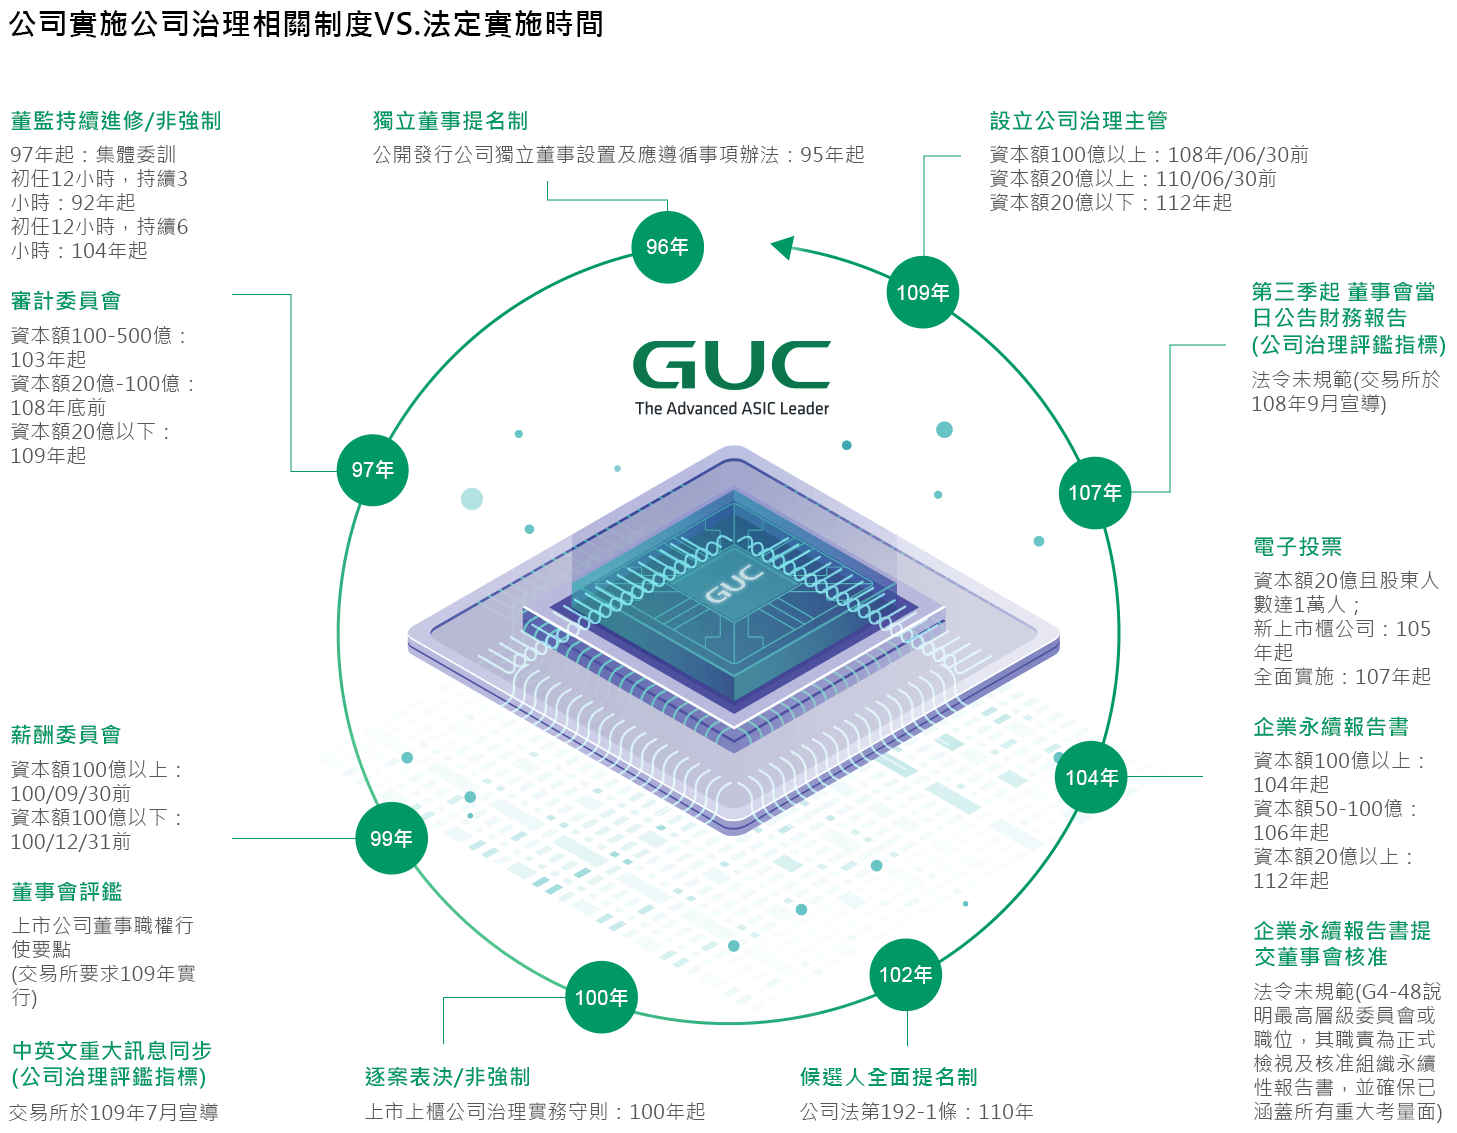 公司實施公司治理相關制度VS.法定實施時間
董監持續進修/非強制
97年起：集體委訓
初任12小時，持續3
小時：92年起
初任12小時，持續6
小時：104年起
審計委員會
資本額100-500億：
103年起
資本額20億-100億：
108年底前
資本額20億以下：
109年起
97年
獨立董事提名制
公開發行公司獨立董事設置及應遵循事項辦法：95年起
96年
設立公司治理主管
資本額100億以上：108年/06/30前
資本額20億以上：110/06/30前
資本額20億以下：112年起
109年
第三季起 董事會當
日公告財務報告
(公司治理評鑑指標)
法令未規範(交易所於
108年9月宣導)
107年
GUC
The Advanced ASIC Leader
GUC
電子投票
資本額20億且股東人
數達1萬人；
新上市櫃公司：105
年起
全面實施：107年起
企業永續報告書
資本額100億以上：
104年起
資本額50-100億：
106年起
資本額20億以上：
112年起
企業永續報告書提
交董事會核准
法令未規範(G4-48說
明最高層級委員會或
職位，其職責為正式
檢視及核准組織永續
性報告書，並確保已
涵蓋所有重大考量面)
104年
薪酬委員會
資本額100億以上：
100/09/30前
資本額100億以下：
100/12/31前
董事會評鑑
上市公司董事職權行
使要點
(交易所要求109年實
行)
中英文重大訊息同步
(公司治理評鑑指標)
交易所於109年7月宣導
99年
100年
逐案表決/非強制
上市上櫃公司治理實務守則：100年起
102年
候選人全面提名制
公司法第192-1條：110年